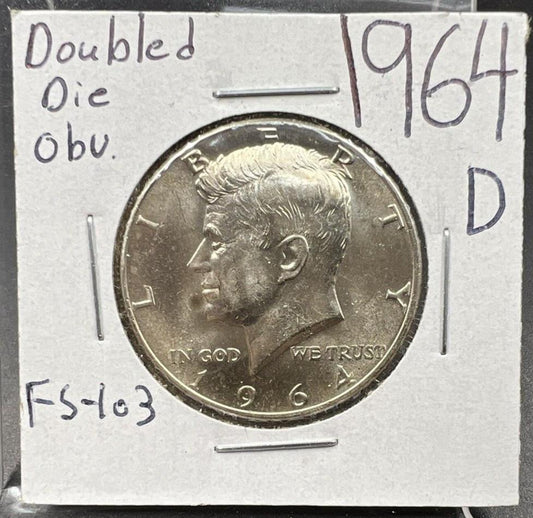 Doubled
Die
Obv.
1964
D
LIBERTY
IN GOD WE TRUST
1964
FS-103